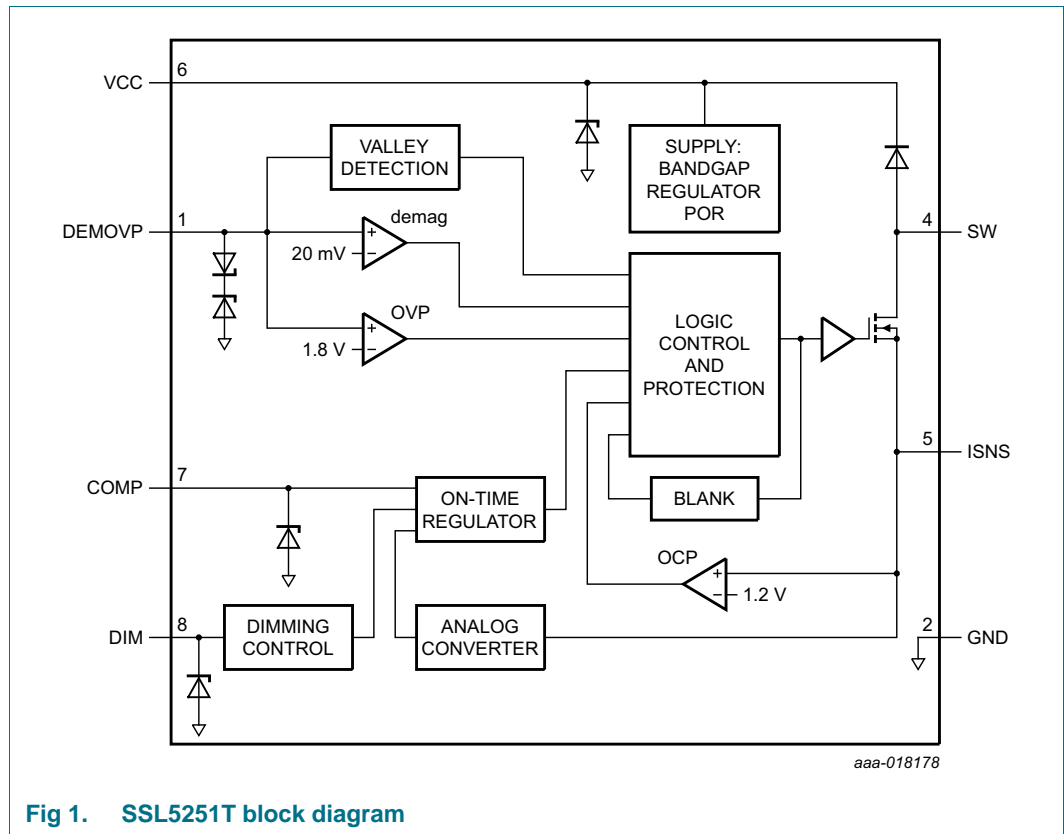 6
VCC
VALLEY
DETECTION
SUPPLY:
BANDGAP
REGULATOR
POR
1
DEMOVP
demag
+
20 mV
−
4
SW
OVP
+
1.8 V
−
LOGIC
CONTROL
AND
PROTECTION
5
ISNS
7
COMP
ON-TIME
REGULATOR
BLANK
OCP
+
−
1.2 V
8
DIM
DIMMING
CONTROL
ANALOG
CONVERTER
2
GND
aaa-018178
Fig 1. SSL5251T block diagram